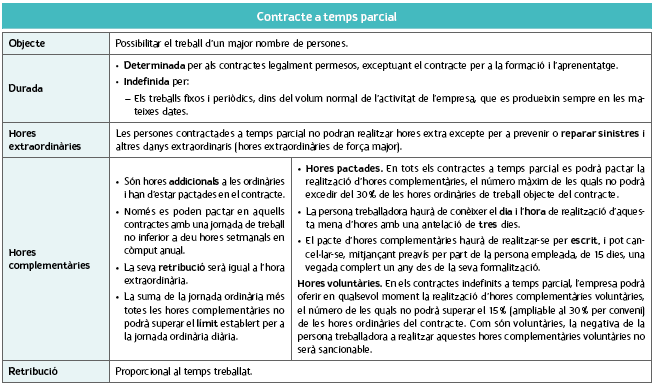 Contracte a temps parcial
Objecte
Possibilitar el treball d'un major nombre de persones.
Durada
• Determinada per als contractes legalment permesos, exceptuant el contracte per a la formació i l'aprenentatge.
• Indefinida per:
– Els treballs fixos i periòdics, dins del volum normal de l'activitat de l'empresa, que es produeixin sempre en les ma-
teixes dates.
Hores
extraordinàries
Les persones contractades a temps parcial no podran realitzar hores extra excepte per a prevenir o reparar sinistres i
altres danys extraordinaris (hores extraordinàries de força major).
Hores
complementàries
• Són hores addicionals a les ordinàries
i han d'estar pactades en el contracte.
• Només es poden pactar en aquells
contractes amb una jornada de treball
no inferior a deu hores setmanals en
còmput anual.
• La seva retribució serà igual a l'hora
extraordinària.
• La suma de la jornada ordinària més
totes les hores complementàries no
podrà superar el límit establert per a
la jornada ordinària diària.
• Hores pactades. En tots els contractes a temps parcial es podrà pactar la
realització d'hores complementàries, el número màxim de les quals no podrà
excedir del 30 % de les hores ordinàries de treball objecte del contracte.
• La persona treballadora haurà de conèixer el dia i l'hora de realització d'aques-
ta mena d'hores amb una antelació de tres dies.
• El pacte d'hores complementàries haurà de realitzar-se per escrit, i pot can-
cel·lar-se, mitjançant preavís per part de la persona empleada, de 15 dies, una
vegada complert un any des de la seva formalització.
Hores voluntàries. En els contractes indefinits a temps parcial, l'empresa podrà
oferir en qualsevol moment la realització d'hores complementàries voluntàries,
el número de les quals no podrà superar el 15 % (ampliable al 30 % per conveni)
de les hores ordinàries del contracte. Com són voluntàries, la negativa de la
persona treballadora a realitzar aquestes hores complementàries voluntàries no
serà sancionable.
Retribució
Proporcional al temps treballat.